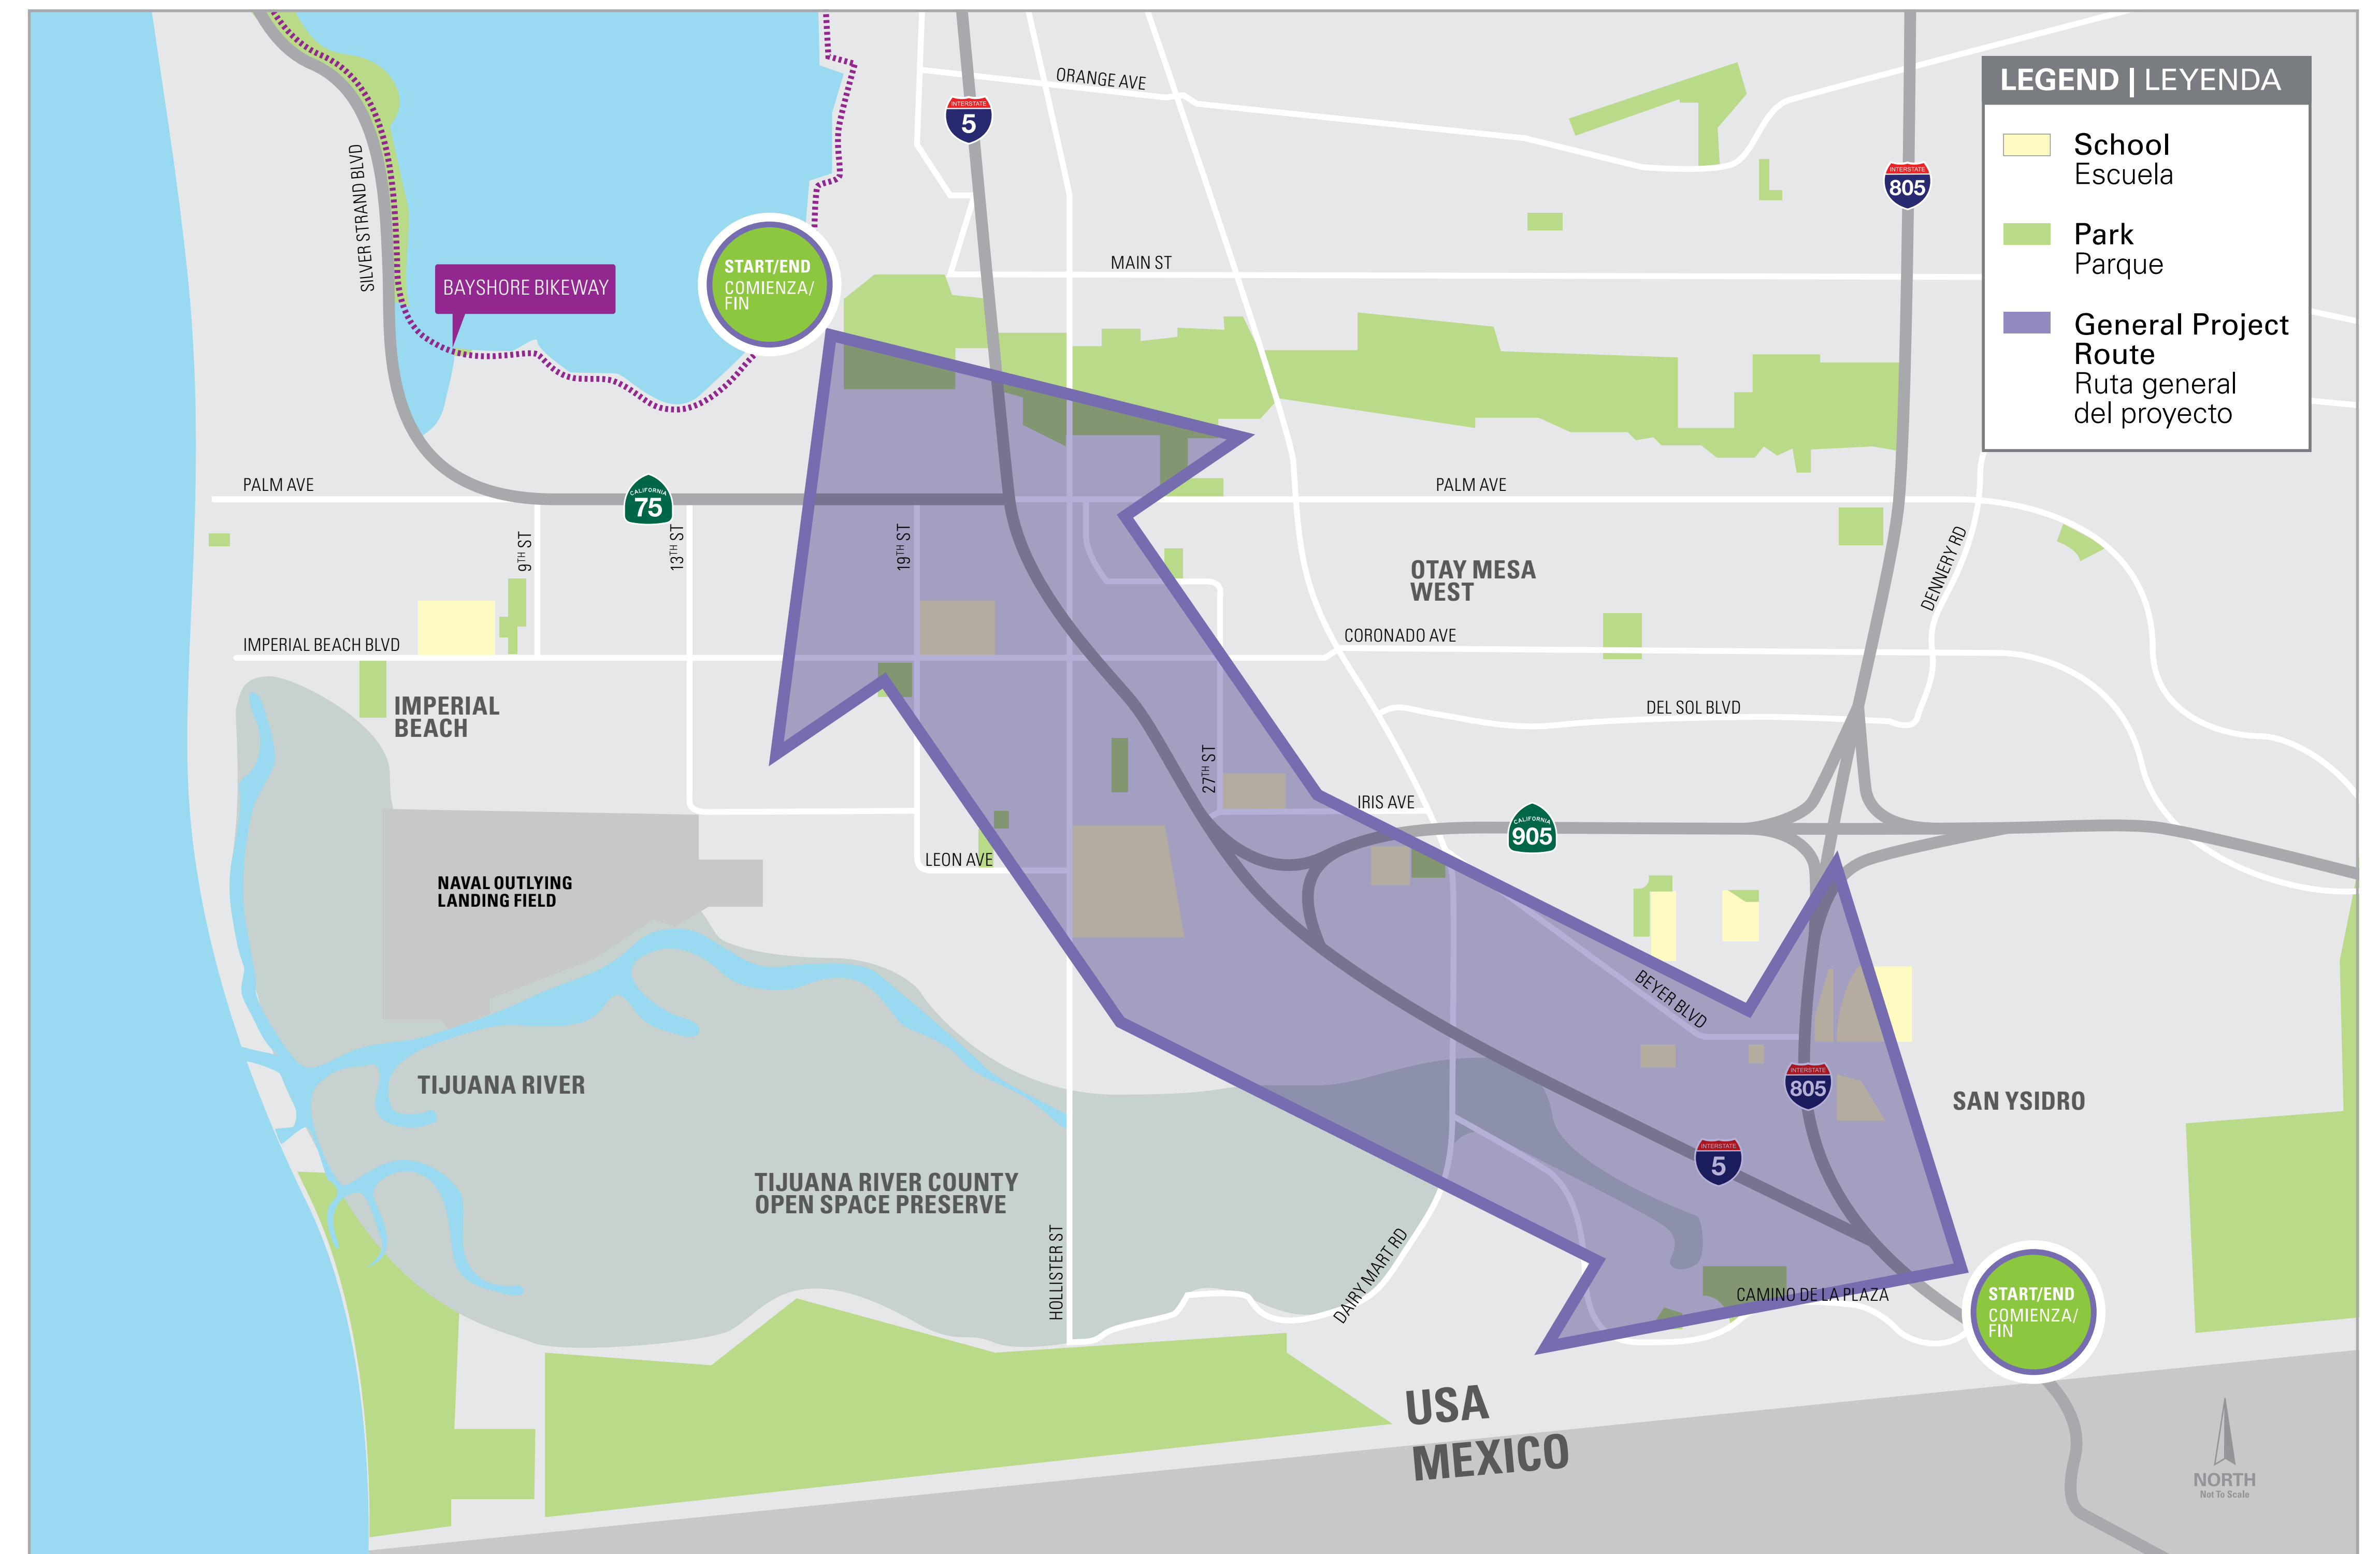 ORANGE AVE
INTERSTATE
5
LEGEND | LEYENDA
School
Escuela
Park
Parque
General Project
Route
Ruta general
del proyecto
INTERSTATE
805
SILVER STRAND BLVD
BAYSHORE BIKEWAY
START/END
COMIENZA/
FIN
MAIN ST
PALM AVE
CALIFORNIA
75
PALM AVE
9TH ST
13TH ST
19TH ST
OTAY MESA
WEST
DENNERY RD
IMPERIAL BEACH BLVD
CORONADO AVE
IMPERIAL
BEACH
DEL SOL BLVD
27TH ST
IRIS AVE
CALIFORNIA
905
LEON AVE
NAVAL OUTLYING
LANDING FIELD
BEYER BLVD
TIJUANA RIVER
INTERSTATE
805
SAN YSIDRO
INTERSTATE
5
TIJUANA RIVER COUNTY
OPEN SPACE PRESERVE
HOLLISTER ST
DAIRY MART RD
CAMINO DE LA PLAZA
START/END
COMIENZA/
FIN
USA
MEXICO
NORTH
Not To Scale